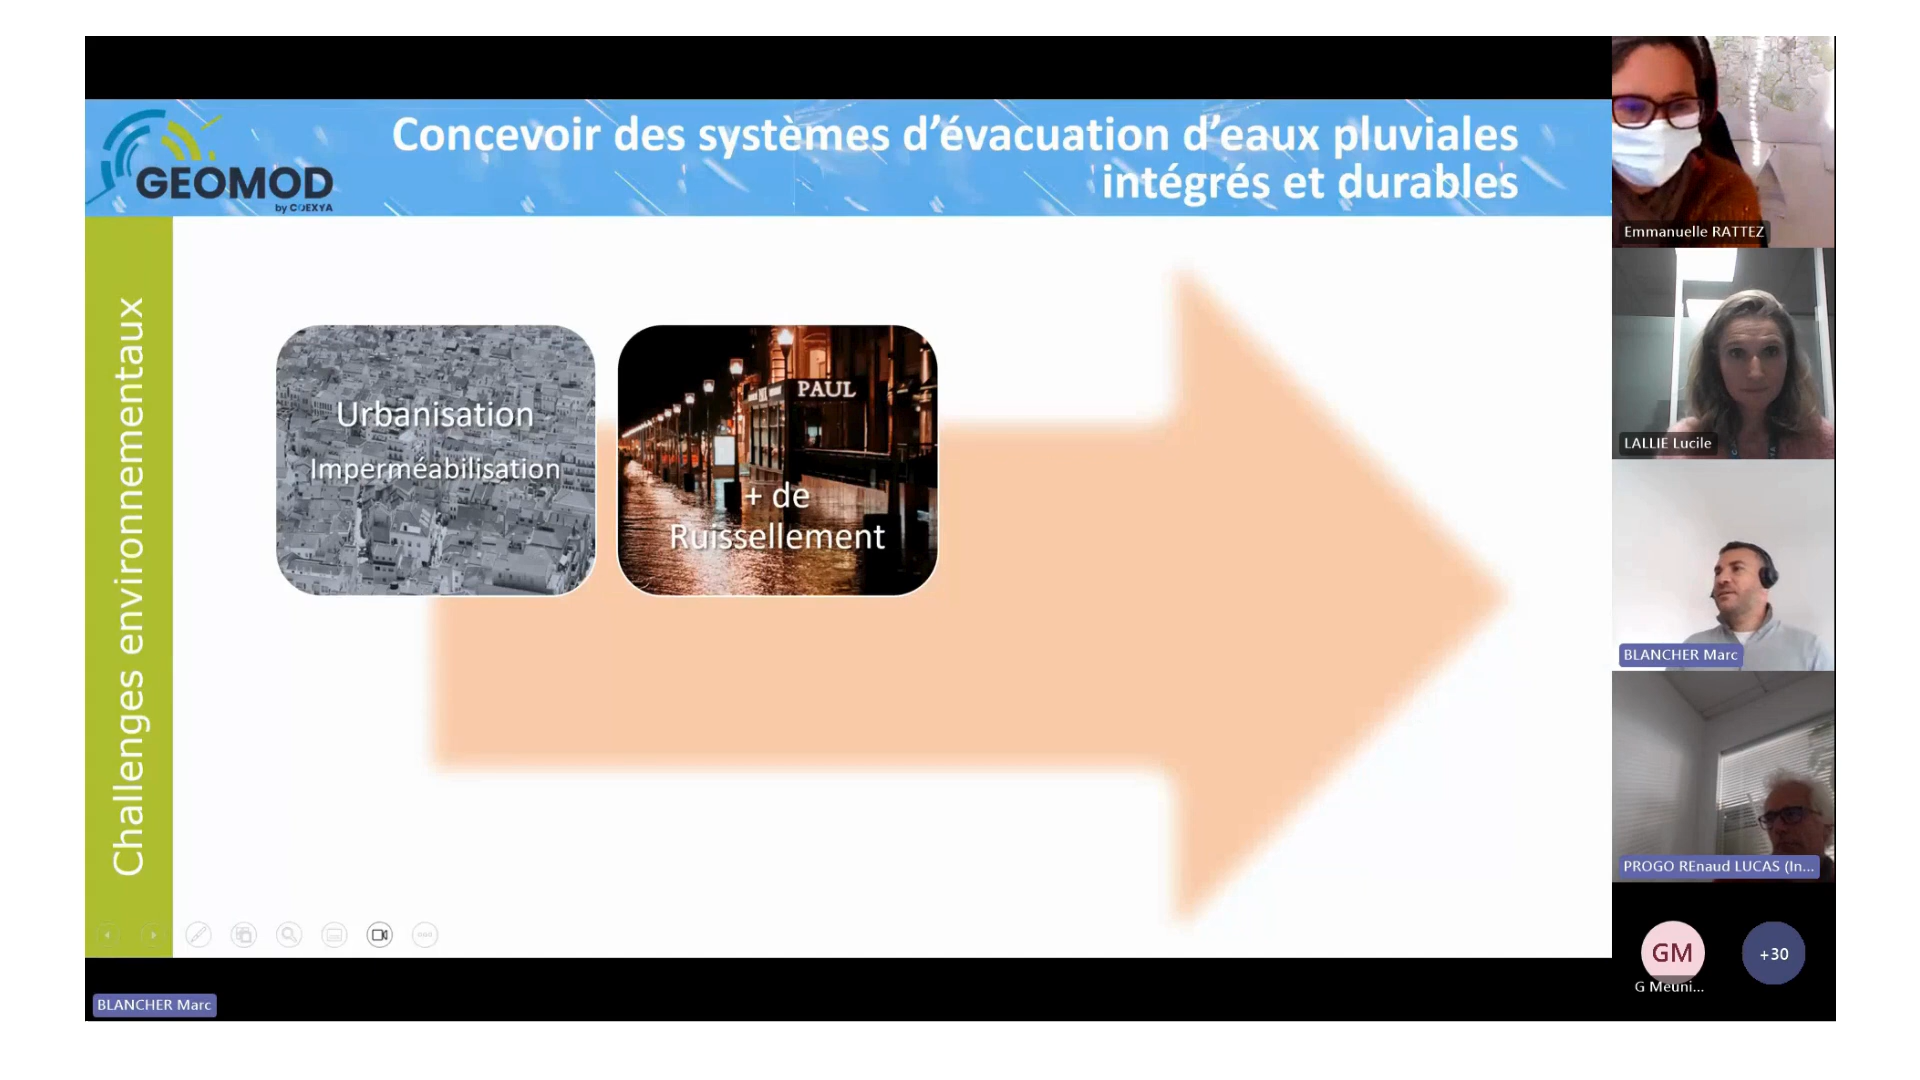 Concevoir des systèmes d’évacuation d’eaux pluviales
intégrés et durables
GEOMOD
by COEXYA
Challenges environnementaux
Urbanisation
Imperméabilisation
PAUL
+ de
Ruissellement
BLANCHER Marc
Emmanuelle RATTEZ
LALLIE Lucile
BLANCHER Marc
PROGO REnaud LUCAS (In...
GM
G Meuni...
+30